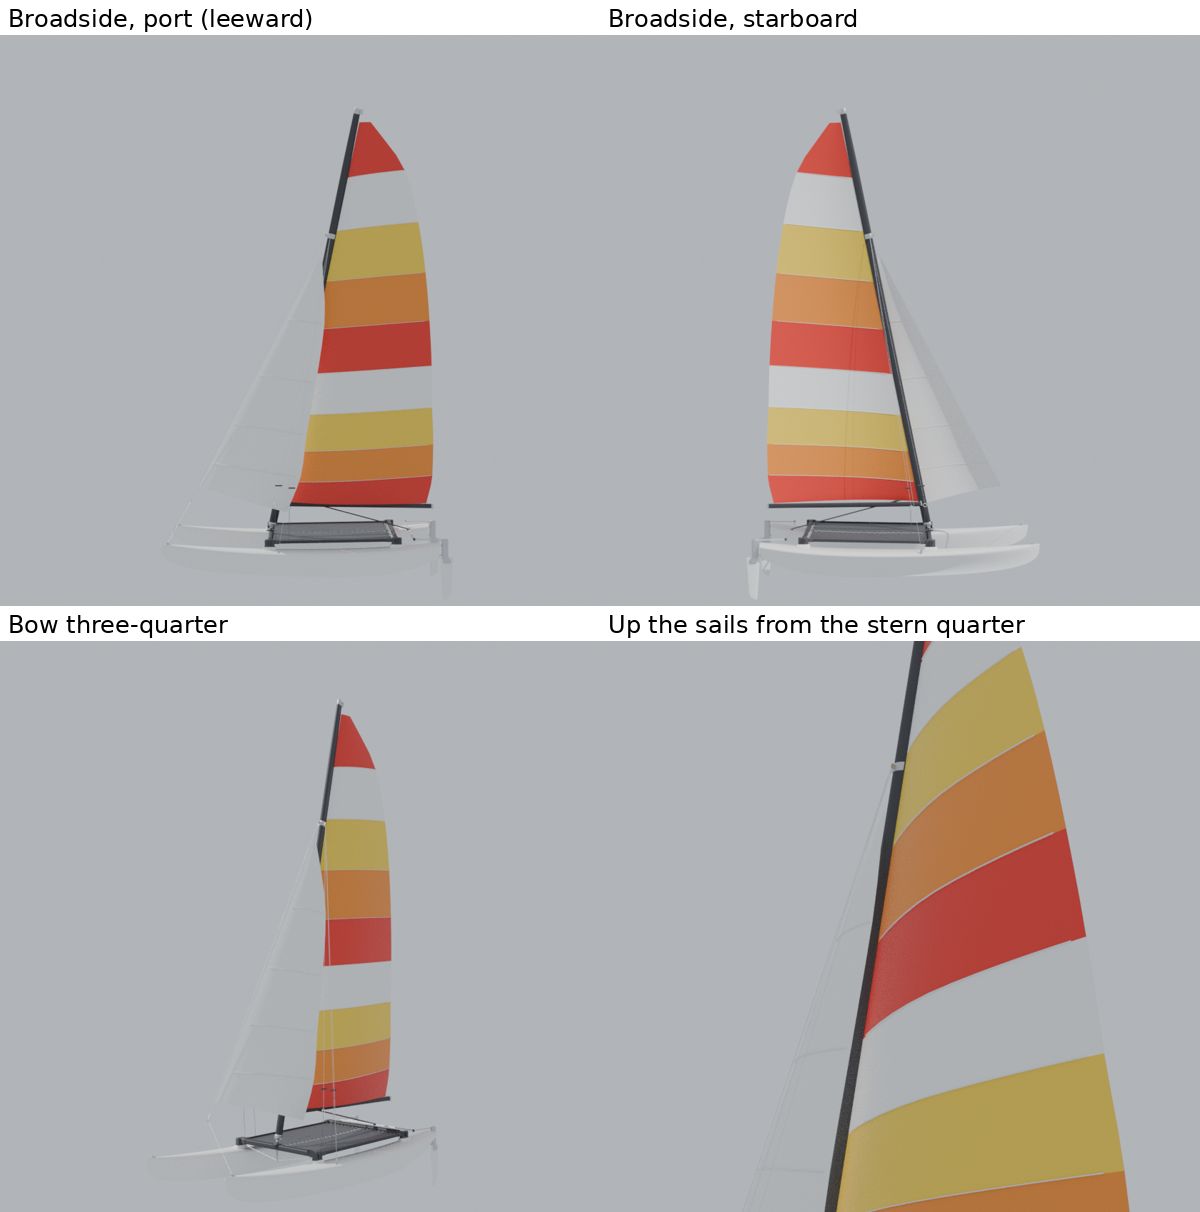 Broadside, port (leeward)
Broadside, starboard
Bow three-quarter
Up the sails from the stern quarter